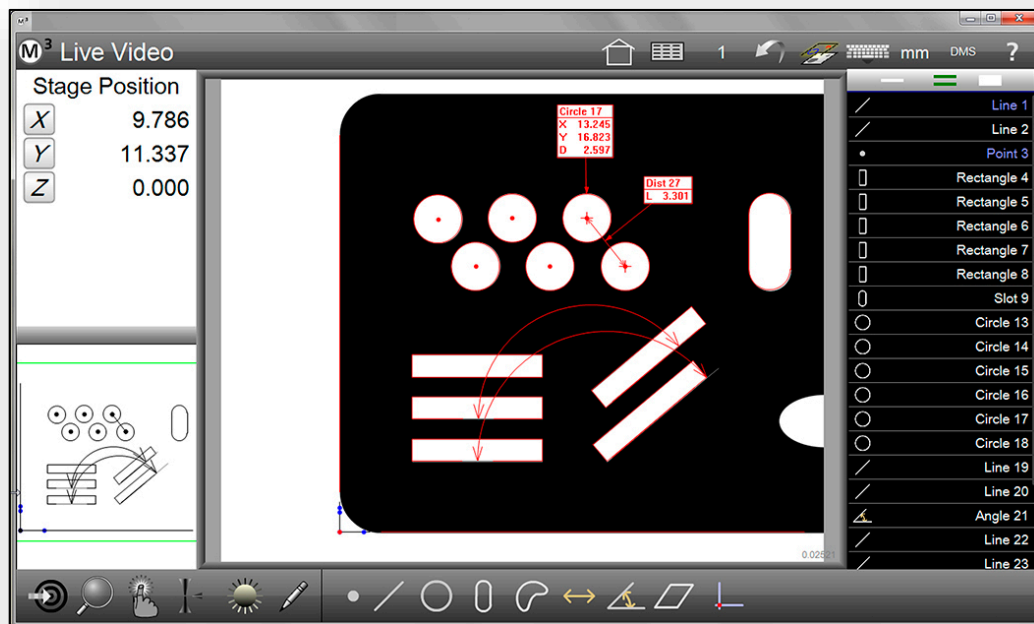 M³
M³ Live Video
1
mm
DMS
?
Stage Position
X 9.786
Y 11.337
Z 0.000
Circle 17
X 13.245
Y 16.823
D 2.597
Dist 27
L 3.301
0.02521
Line 1
Line 2
Point 3
Rectangle 4
Rectangle 5
Rectangle 6
Rectangle 7
Rectangle 8
Slot 9
Circle 13
Circle 14
Circle 15
Circle 16
Circle 17
Circle 18
Line 19
Line 20
Angle 21
Line 22
Line 23